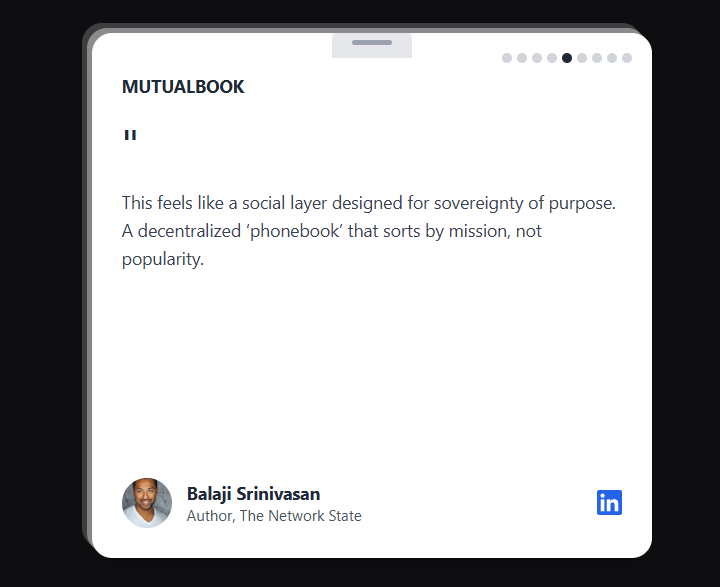 MUTUALBOOK
"
This feels like a social layer designed for sovereignty of purpose.
A decentralized ‘phonebook’ that sorts by mission, not
popularity.
Balaji Srinivasan
Author, The Network State
in